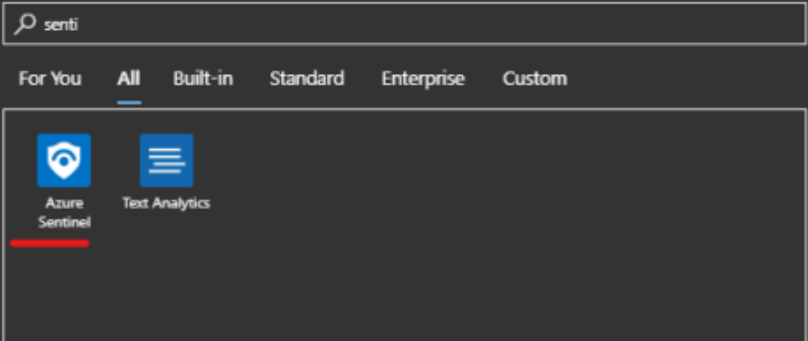 senti
For You All Built-in Standard Enterprise Custom
Azure Sentinel
Text Analytics